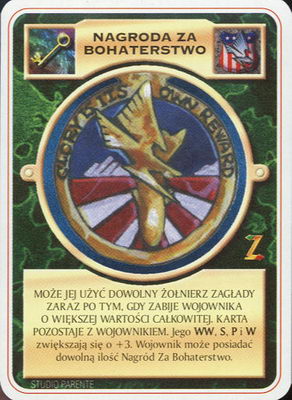 NAGRODA ZA
BOHATERSTWO
GLORY IS ITS OWN REWARD
MOŻE JEJ UŻYĆ DOWOLNY ŻOŁNIERZ ZAGŁADY
ZARAZ PO TYM, GDY ZABIJE WOJOWNIKA
O WIĘKSZEJ WARTOŚCI CAŁKOWITEJ. KARTA
POZOSTAJE Z WOJOWNIKIEM. Jego WW, S, P i W
zwiększają się o +3. Wojownik może posiadać
dowolną ilość Nagród Za Bohaterstwo.
STUDIO PARENTE